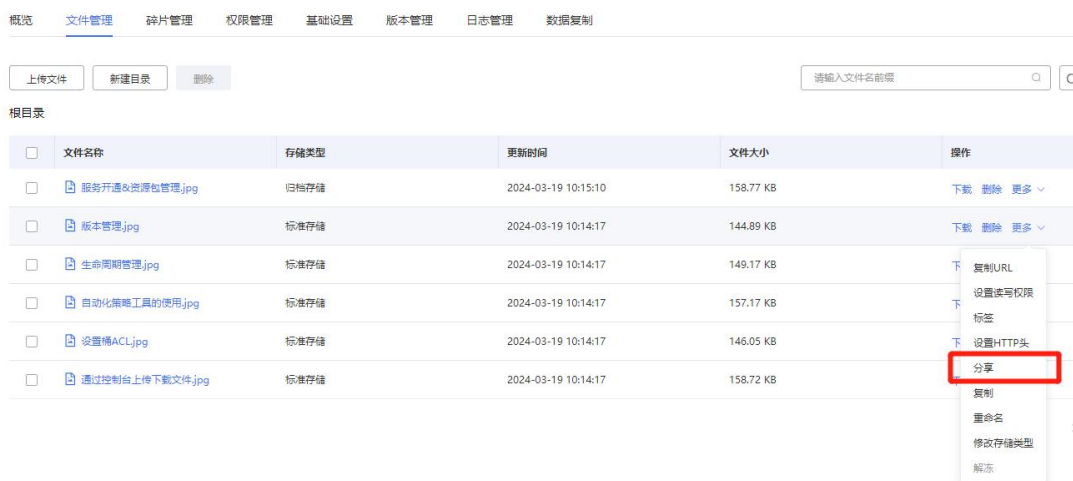 概览 文件管理 碎片管理 权限管理 基础设置 版本管理 日志管理 数据复制
上传文件 新建目录 删除 请输入文件名前缀
根目录
文件名称 存储类型 更新时间 文件大小 操作
服务开通&资源包管理.jpg 归档存储 2024-03-19 10:15:10 158.77 KB 下载 删除 更多
版本管理.jpg 标准存储 2024-03-19 10:14:17 144.89 KB 下载 删除 更多
生命周期管理.jpg 标准存储 2024-03-19 10:14:17 149.17 KB 下
自动化策略工具的使用.jpg 标准存储 2024-03-19 10:14:17 157.17 KB 下
设置桶ACL.jpg 标准存储 2024-03-19 10:14:17 146.05 KB 下
通过控制台上传下载文件.jpg 标准存储 2024-03-19 10:14:17 158.72 KB
复制URL
设置读写权限
标签
设置HTTP头
分享
复制
重命名
修改存储类型
解冻